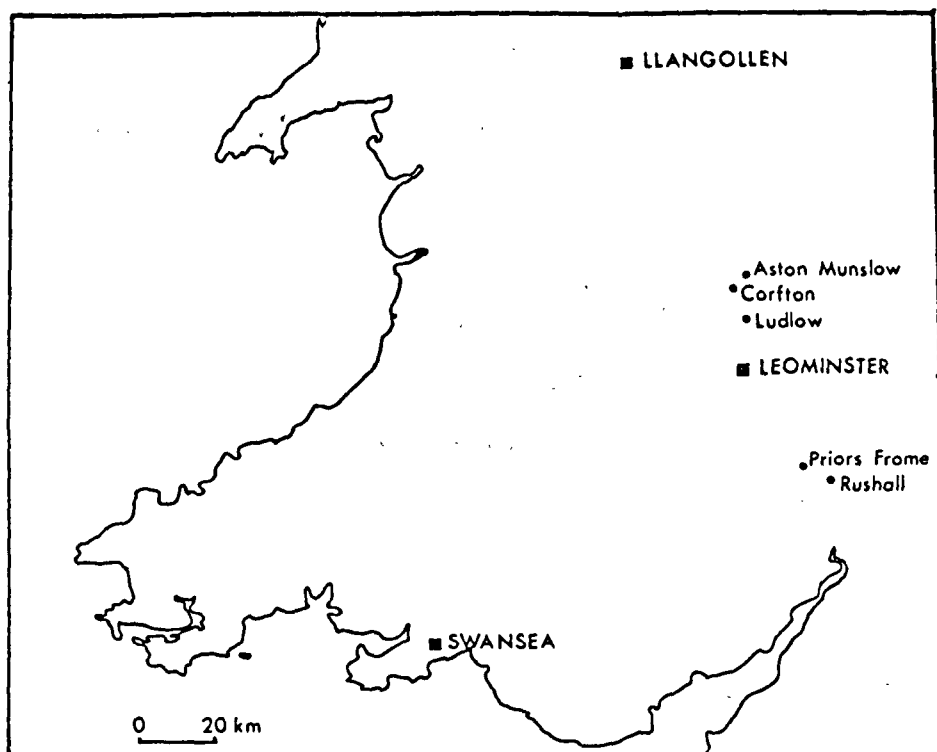 LLANGOLLEN
Aston Munslow
Corfton
Ludlow
LEOMINSTER
Priors Frome
Rushall
SWANSEA
0 20 km